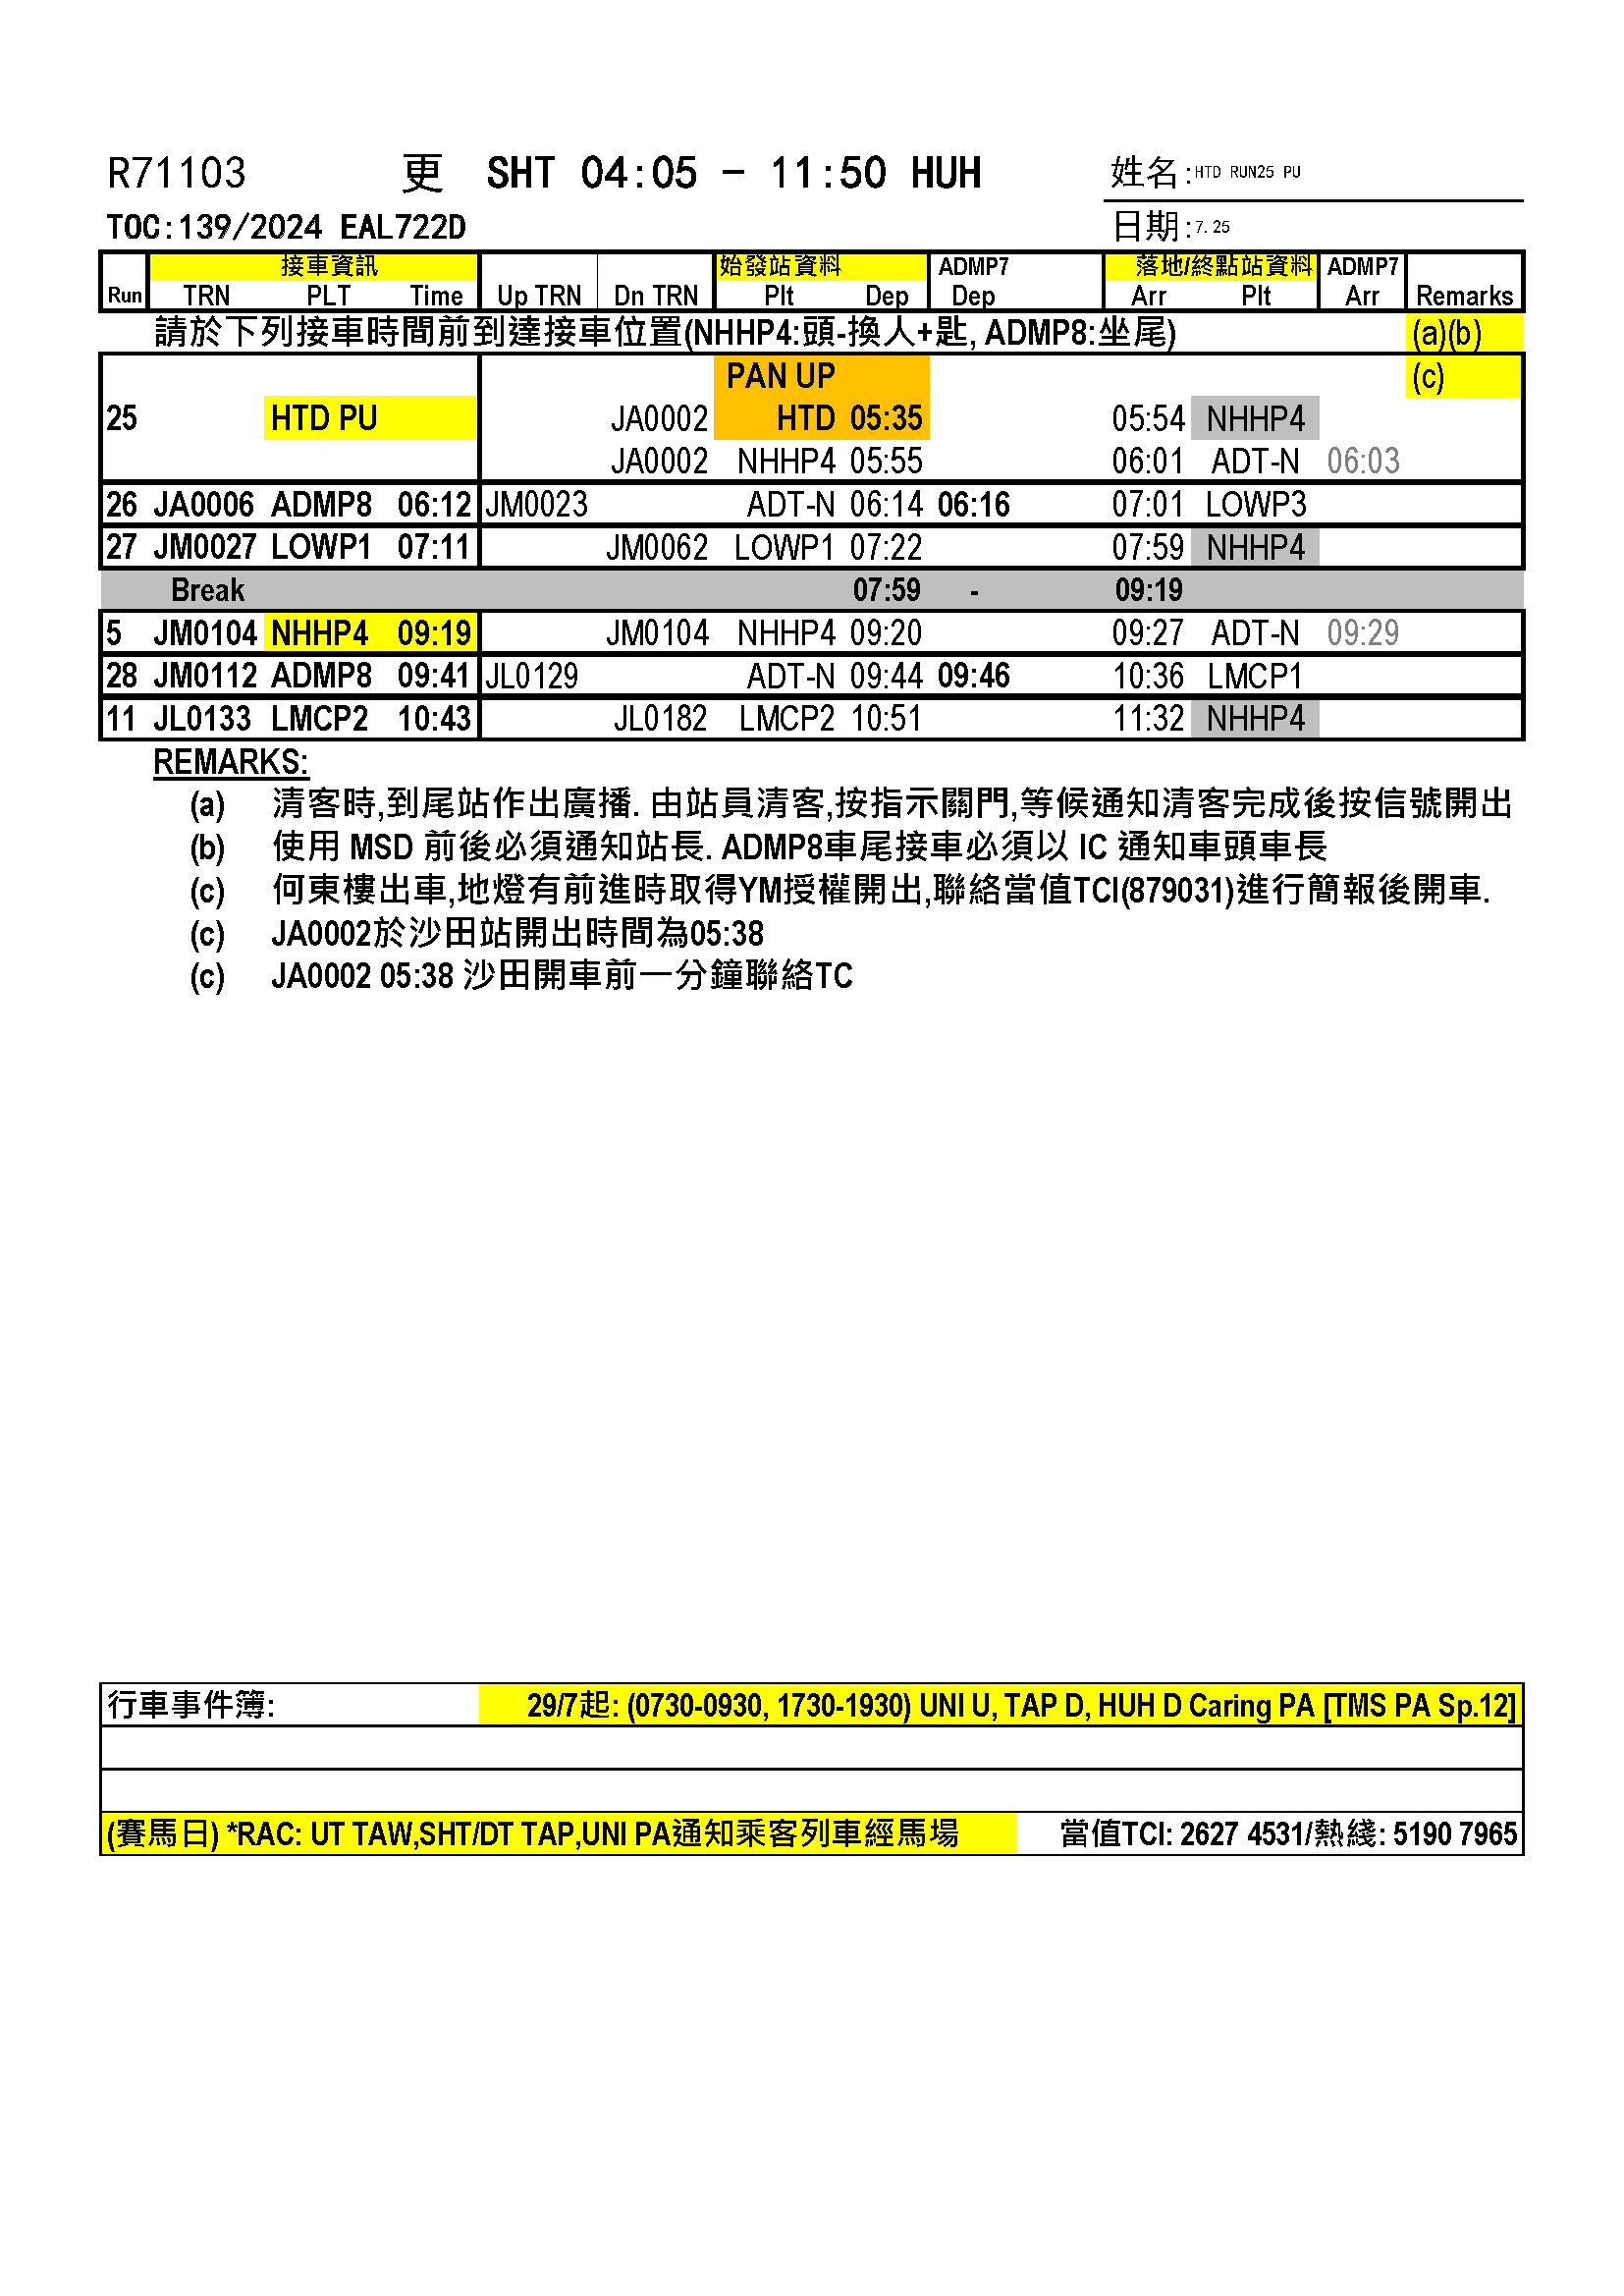 R71103 更 SHT 04:05 - 11:50 HUH 姓名:HTD RUN25 PU
TOC:139/2024 EAL722D 日期:7.25
接車資訊 始發站資料 ADMP7 落地/終點站資料 ADMP7
Run TRN PLT Time Up TRN Dn TRN Plt Dep Dep Arr Plt Arr Remarks
請於下列接車時間前到達接車位置(NHHP4:頭-換人+匙, ADMP8:坐尾) (a)(b)
PAN UP (c)
25 HTD PU JA0002 HTD 05:35 05:54 NHHP4
JA0002 NHHP4 05:55 06:01 ADT-N 06:03
26 JA0006 ADMP8 06:12 JM0023 ADT-N 06:14 06:16 07:01 LOWP3
27 JM0027 LOWP1 07:11 JM0062 LOWP1 07:22 07:59 NHHP4
Break 07:59 - 09:19
5 JM0104 NHHP4 09:19 JM0104 NHHP4 09:20 09:27 ADT-N 09:29
28 JM0112 ADMP8 09:41 JL0129 ADT-N 09:44 09:46 10:36 LMCP1
11 JL0133 LMCP2 10:43 JL0182 LMCP2 10:51 11:32 NHHP4
REMARKS:
(a) 清客時,到尾站作出廣播. 由站員清客,按指示關門,等候通知清客完成後按信號開出
(b) 使用 MSD 前後必須通知站長. ADMP8車尾接車必須以 IC 通知車頭車長
(c) 何東樓出車,地燈有前進時取得YM授權開出,聯絡當值TCI(879031)進行簡報後開車.
(c) JA0002於沙田站開出時間為05:38
(c) JA0002 05:38 沙田開車前一分鐘聯絡TC
行車事件簿: 29/7起: (0730-0930, 1730-1930) UNI U, TAP D, HUH D Caring PA [TMS PA Sp.12]
(賽馬日) *RAC: UT TAW,SHT/DT TAP,UNI PA通知乘客列車經馬場 當值TCI: 2627 4531/熱綫: 5190 7965